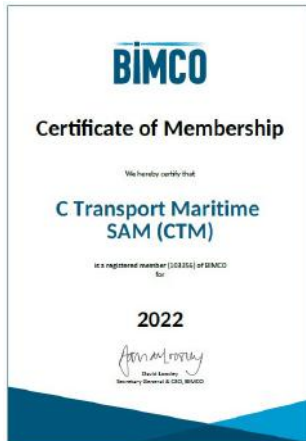 BIMCO
Certificate of Membership
We hereby certify that
C Transport Maritime
SAM (CTM)
is a registered member (103256) of BIMCO
for
2022
David Loosley
Secretary General & CEO, BIMCO